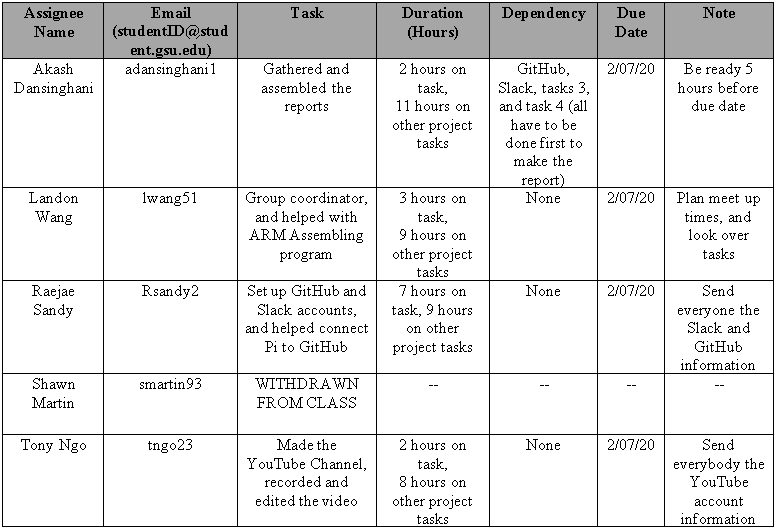 Assignee Name
Email (studentID@student.gsu.edu)
Task
Duration (Hours)
Dependency
Due Date
Note
Akash Dansinghani
adansinghani1
Gathered and assembled the reports
2 hours on task, 11 hours on other project tasks
GitHub, Slack, tasks 3, and task 4 (all have to be done first to make the report)
2/07/20
Be ready 5 hours before due date
Landon Wang
lwang51
Group coordinator, and helped with ARM Assembling program
3 hours on task, 9 hours on other project tasks
None
2/07/20
Plan meet up times, and look over tasks
Raejae Sandy
Rsandy2
Set up GitHub and Slack accounts, and helped connect Pi to GitHub
7 hours on task, 9 hours on other project tasks
None
2/07/20
Send everyone the Slack and GitHub information
Shawn Martin
smartin93
WITHDRAWN FROM CLASS
--
--
--
--
Tony Ngo
tngo23
Made the YouTube Channel, recorded and edited the video
2 hours on task, 8 hours on other project tasks
None
2/07/20
Send everybody the YouTube account information